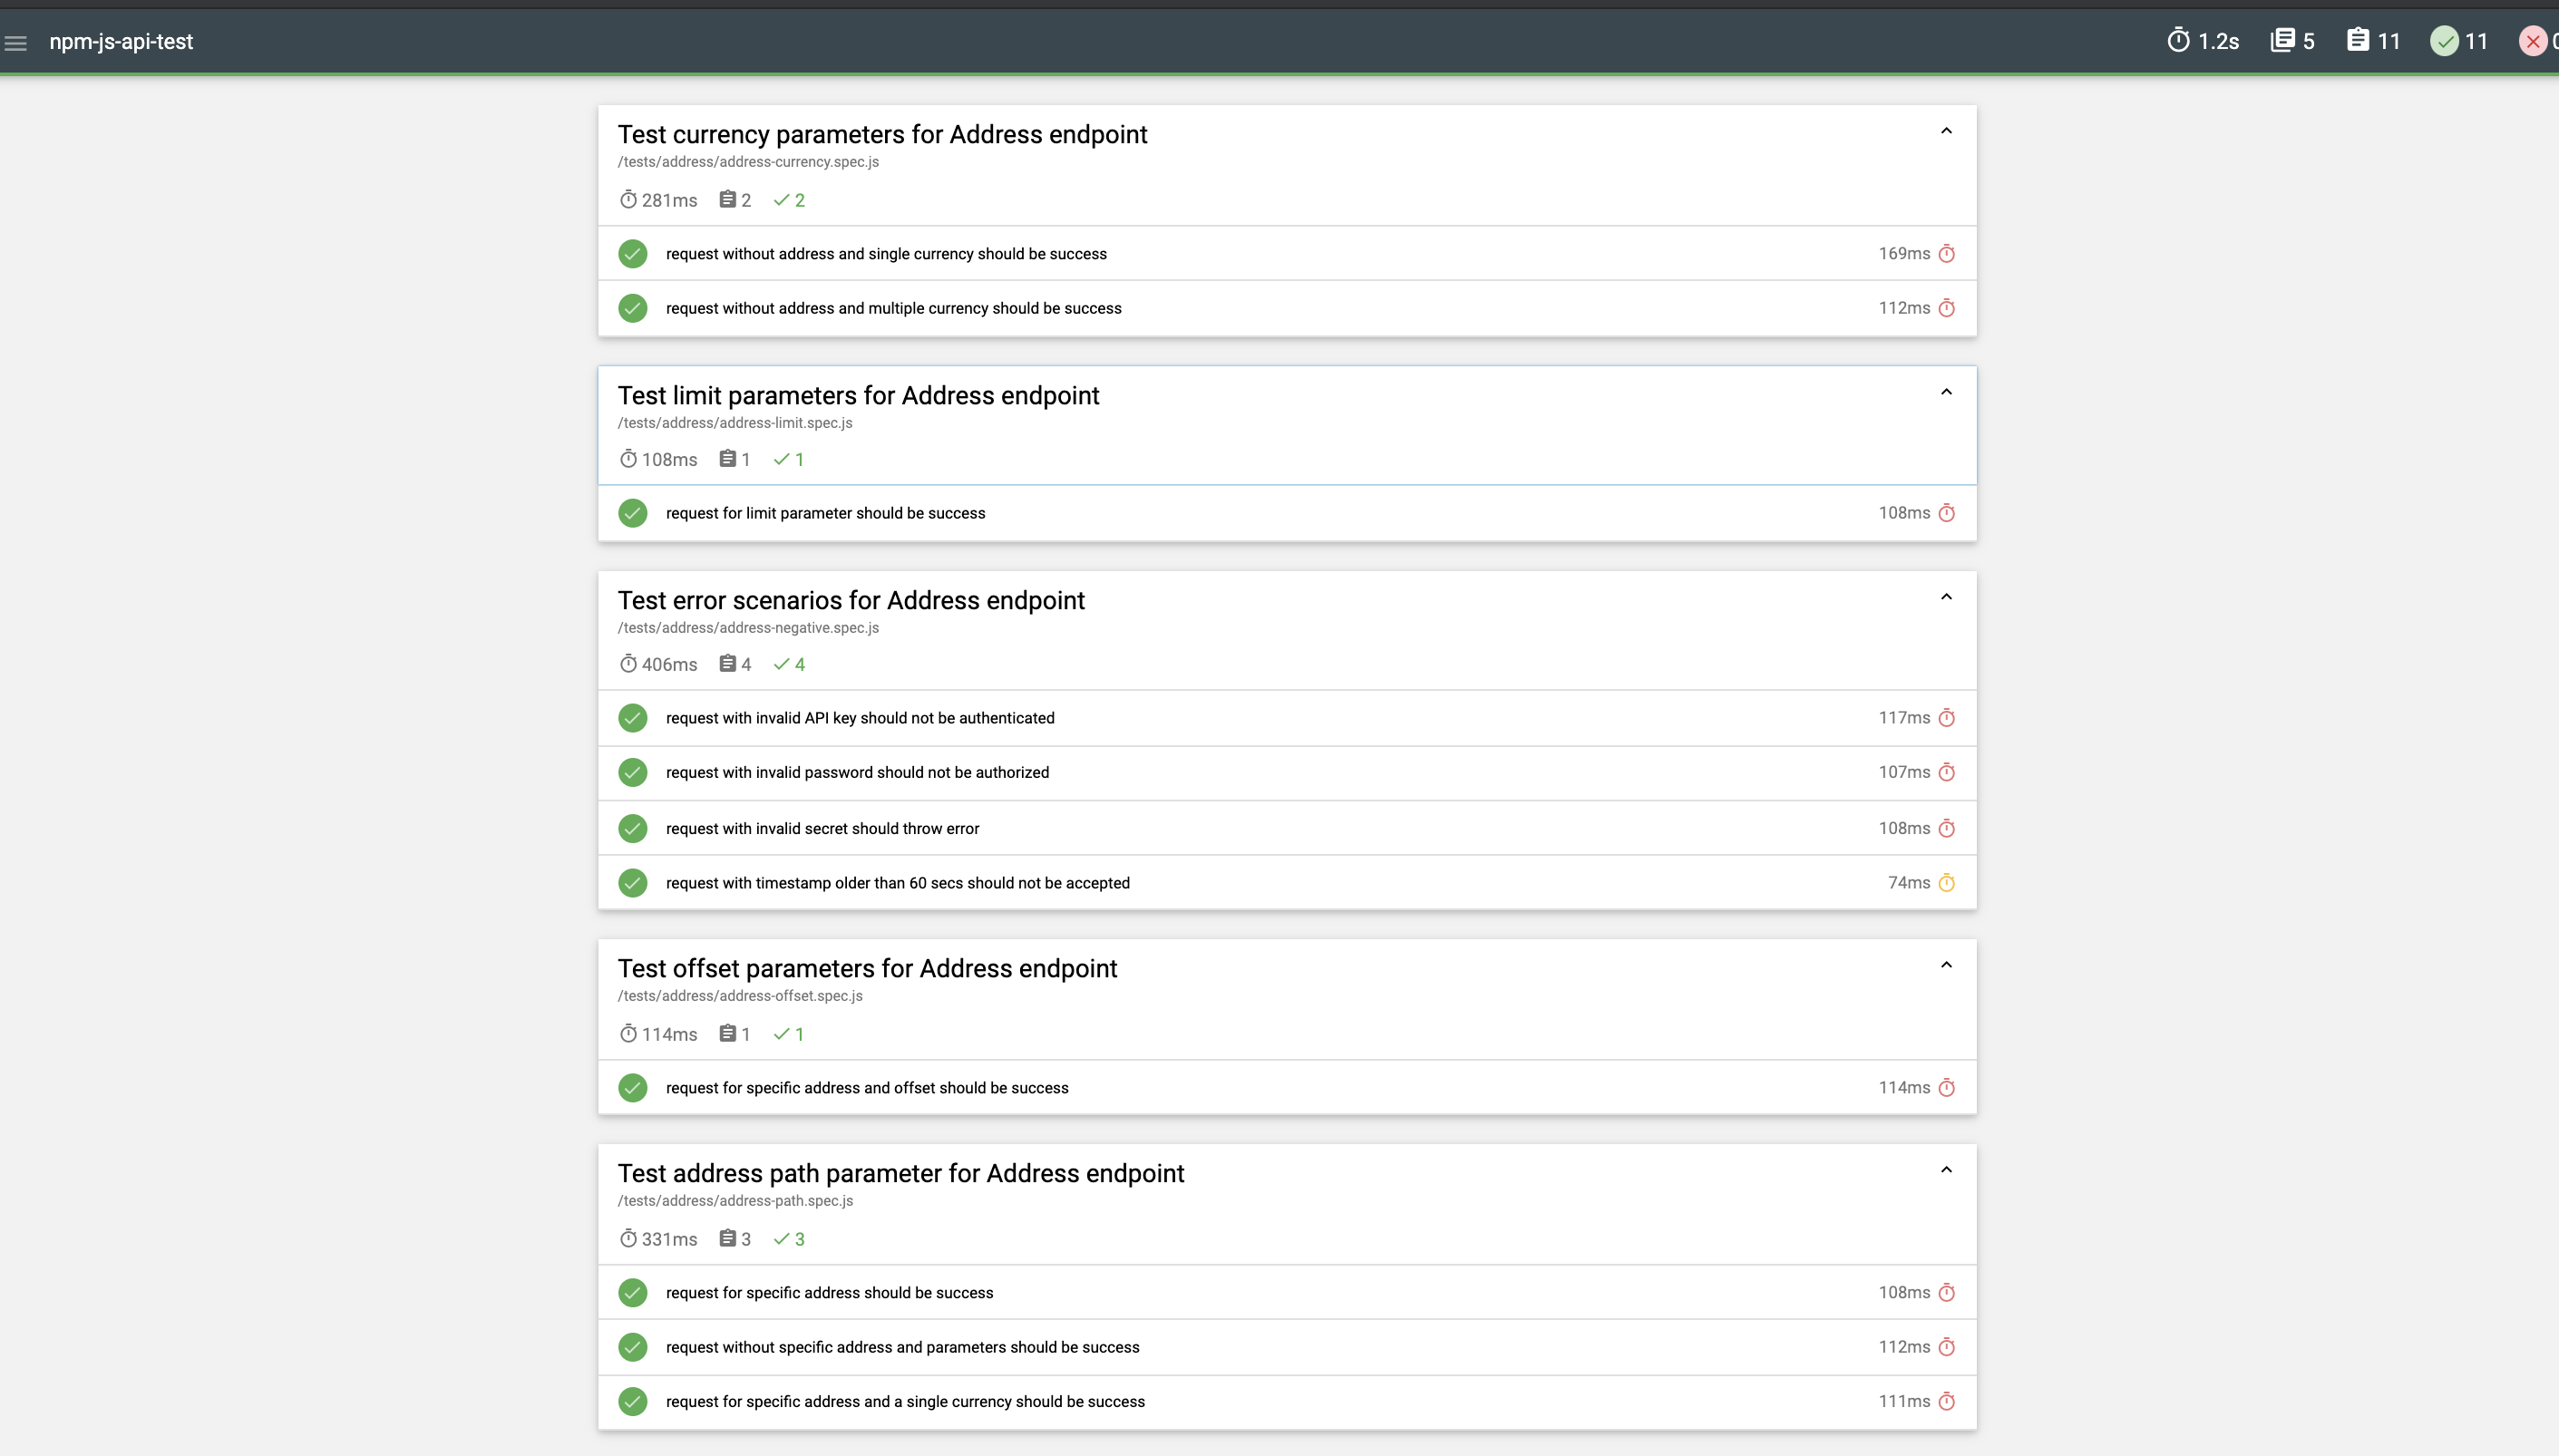 npm-js-api-test 1.2s 5 11 11
Test currency parameters for Address endpoint
/tests/address/address-currency.spec.js
281ms 2 2
request without address and single currency should be success 169ms
request without address and multiple currency should be success 112ms
Test limit parameters for Address endpoint
/tests/address/address-limit.spec.js
108ms 1 1
request for limit parameter should be success 108ms
Test error scenarios for Address endpoint
/tests/address/address-negative.spec.js
406ms 4 4
request with invalid API key should not be authenticated 117ms
request with invalid password should not be authorized 107ms
request with invalid secret should throw error 108ms
request with timestamp older than 60 secs should not be accepted 74ms
Test offset parameters for Address endpoint
/tests/address/address-offset.spec.js
114ms 1 1
request for specific address and offset should be success 114ms
Test address path parameter for Address endpoint
/tests/address/address-path.spec.js
331ms 3 3
request for specific address should be success 108ms
request without specific address and parameters should be success 112ms
request for specific address and a single currency should be success 111ms